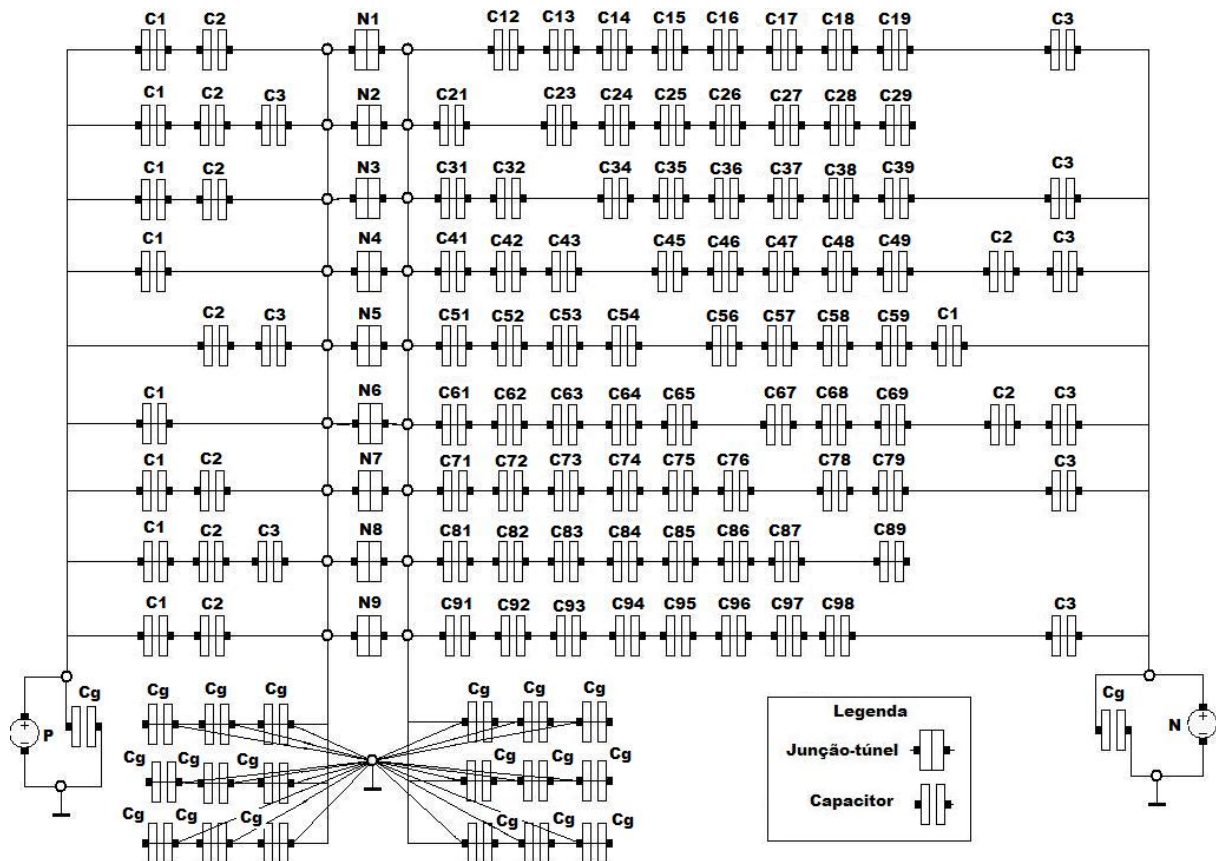 C1 C2 N1 C12 C13 C14 C15 C16 C17 C18 C19 C3
C1 C2 C3 N2 C21 C23 C24 C25 C26 C27 C28 C29
C1 C2 N3 C31 C32 C34 C35 C36 C37 C38 C39 C3
C1 N4 C41 C42 C43 C45 C46 C47 C48 C49 C2 C3
C2 C3 N5 C51 C52 C53 C54 C56 C57 C58 C59 C1
C1 N6 C61 C62 C63 C64 C65 C67 C68 C69 C2 C3
C1 C2 N7 C71 C72 C73 C74 C75 C76 C78 C79 C3
C1 C2 C3 N8 C81 C82 C83 C84 C85 C86 C87 C89
C1 C2 N9 C91 C92 C93 C94 C95 C96 C97 C98 C3
Cg Cg Cg Cg Cg Cg Cg Cg
P + − N + −
Cg Cg Cg Cg Cg Cg
Cg Cg Cg Cg Cg Cg
Legenda
Junção-túnel
Capacitor